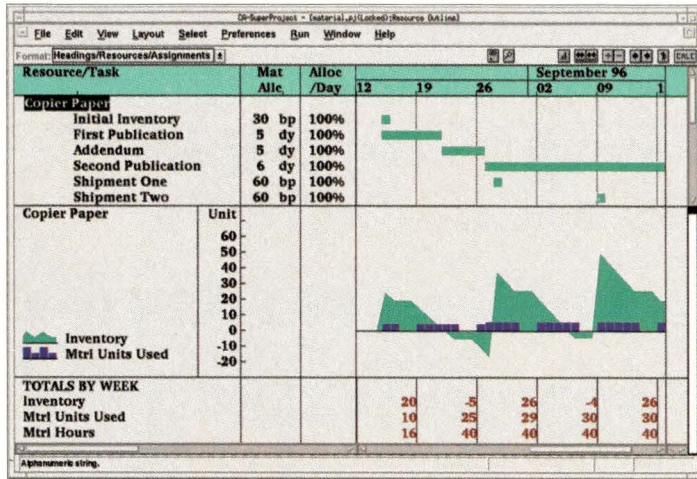 CA-SuperProject - [material.pj(Locked):Resource Outline]
File Edit View Layout Select Preferences Run Window Help
Format: Headings/Resources/Assignments CALC
Resource/Task Mat Alloc September 96
Allc. /Day 12 19 26 02 09 1
Copier Paper
Initial Inventory 30 bp 100%
First Publication 5 dy 100%
Addendum 5 dy 100%
Second Publication 6 dy 100%
Shipment One 60 bp 100%
Shipment Two 60 bp 100%
Copier Paper Unit
60
50
40
30
20
10
0
-10
-20
Inventory
Mtrl Units Used
TOTALS BY WEEK
Inventory 20 -5 26 -4 26
Mtrl Units Used 10 25 29 30 30
Mtrl Hours 16 40 40 40 40
Alphanumeric string.